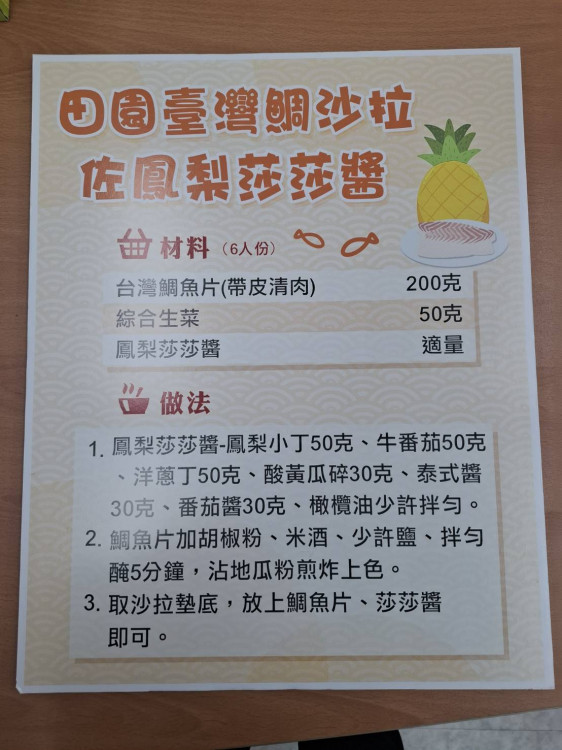 田園臺灣鯛沙拉
佐鳳梨莎莎醬
材料（6人份）
台灣鯛魚片(帶皮清肉) 200克
綜合生菜 50克
鳳梨莎莎醬 適量
做法
1. 鳳梨莎莎醬-鳳梨小丁50克、牛番茄50克
、洋蔥丁50克、酸黃瓜碎30克、泰式醬
30克、番茄醬30克、橄欖油少許拌勻。
2. 鯛魚片加胡椒粉、米酒、少許鹽、拌勻
醃5分鐘，沾地瓜粉煎炸上色。
3. 取沙拉墊底，放上鯛魚片、莎莎醬
即可。